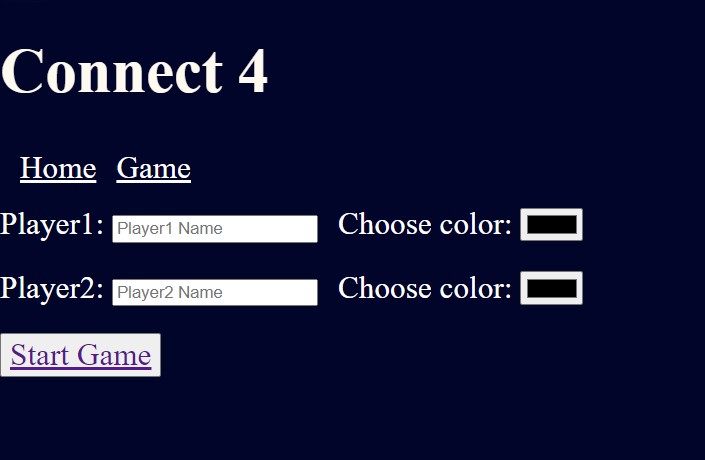 Connect 4
Home Game
Player1: Player1 Name Choose color:
Player2: Player2 Name Choose color:
Start Game